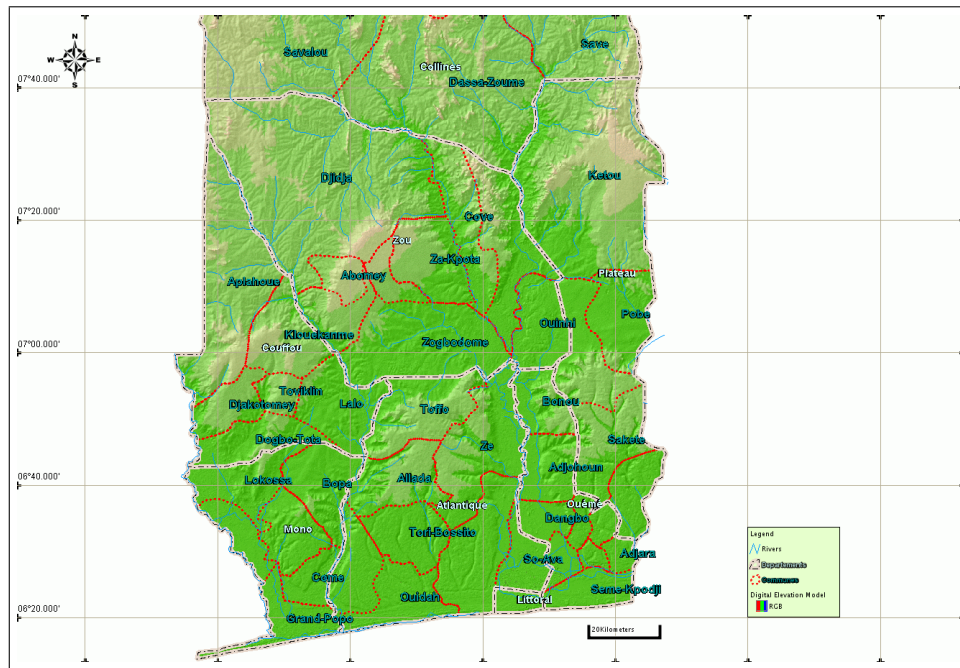 N
W E
S
Savalou
Save
Collines
Dassa-Zoume
07°40.000'
Djidja
Ketou
07°20.000'
Cove
Zou
Za-Kpota
Abomey
Plateau
Aplahoue
Pobe
Ouinhi
Klouekanme
Zogbodome
Couffou
07°00.000'
Toviklin
Djakotomey
Lalo
Toffo
Bonou
Dogbo-Tota
Ze
Sakete
Adjohoun
Lokossa
Bopa
Allada
06°40.000'
Atlantique
Ouémé
Dangbo
Mono
Tori-Bossito
Adjara
So-Ava
Come
Seme-Kpodji
Ouidah
Littoral
06°20.000'
Grand-Popo
20Kilometers
Legend
Rivers
Departements
Communes
Digital Elevation Model
RGB